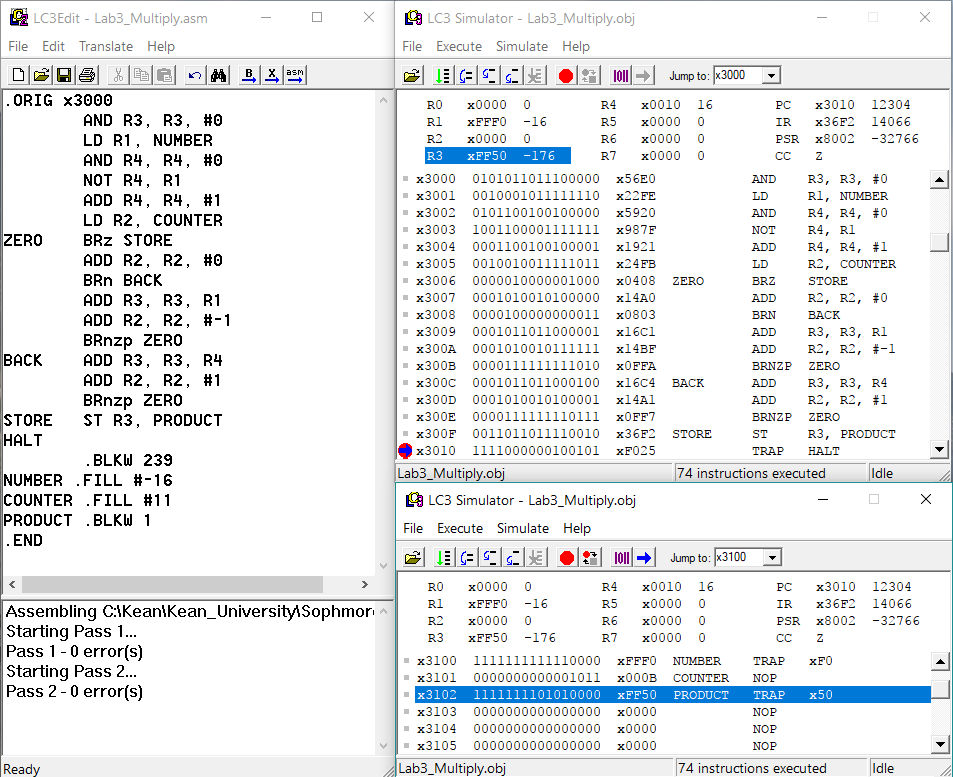 LC3Edit - Lab3_Multiply.asm
File Edit Translate Help
B X asm
.ORIG x3000
AND R3, R3, #0
LD R1, NUMBER
AND R4, R4, #0
NOT R4, R1
ADD R4, R4, #1
LD R2, COUNTER
ZERO BRz STORE
ADD R2, R2, #0
BRn BACK
ADD R3, R3, R1
ADD R2, R2, #-1
BRnzp ZERO
BACK ADD R3, R3, R4
ADD R2, R2, #1
BRnzp ZERO
STORE ST R3, PRODUCT
HALT
.BLKW 239
NUMBER .FILL #-16
COUNTER .FILL #11
PRODUCT .BLKW 1
.END
Assembling C:\Kean\Kean_University\Sophmor
Starting Pass 1...
Pass 1 - 0 error(s)
Starting Pass 2...
Pass 2 - 0 error(s)
Ready
LC3 Simulator - Lab3_Multiply.obj
File Execute Simulate Help
Jump to: x3000
R0 x0000 0 R4 x0010 16 PC x3010 12304
R1 xFFF0 -16 R5 x0000 0 IR x36F2 14066
R2 x0000 0 R6 x0000 0 PSR x8002 -32766
R3 xFF50 -176 R7 x0000 0 CC Z
x3000 0101011011100000 x56E0 AND R3, R3, #0
x3001 0010001011111110 x22FE LD R1, NUMBER
x3002 0101100100100000 x5920 AND R4, R4, #0
x3003 1001100001111111 x987F NOT R4, R1
x3004 0001100100100001 x1921 ADD R4, R4, #1
x3005 0010010011111011 x24FB LD R2, COUNTER
x3006 0000010000001000 x0408 ZERO BRZ STORE
x3007 0001010010100000 x14A0 ADD R2, R2, #0
x3008 0000100000000011 x0803 BRN BACK
x3009 0001011011000001 x16C1 ADD R3, R3, R1
x300A 0001010010111111 x14BF ADD R2, R2, #-1
x300B 0000111111111010 x0FFA BRNZP ZERO
x300C 0001011011000100 x16C4 BACK ADD R3, R3, R4
x300D 0001010010100001 x14A1 ADD R2, R2, #1
x300E 0000111111110111 x0FF7 BRNZP ZERO
x300F 0011011011110010 x36F2 STORE ST R3, PRODUCT
x3010 1111000000100101 xF025 TRAP HALT
Lab3_Multiply.obj 74 instructions executed Idle
LC3 Simulator - Lab3_Multiply.obj
File Execute Simulate Help
Jump to: x3100
R0 x0000 0 R4 x0010 16 PC x3010 12304
R1 xFFF0 -16 R5 x0000 0 IR x36F2 14066
R2 x0000 0 R6 x0000 0 PSR x8002 -32766
R3 xFF50 -176 R7 x0000 0 CC Z
x3100 1111111111110000 xFFF0 NUMBER TRAP xF0
x3101 0000000000001011 x000B COUNTER NOP
x3102 1111111101010000 xFF50 PRODUCT TRAP x50
x3103 0000000000000000 x0000 NOP
x3104 0000000000000000 x0000 NOP
x3105 0000000000000000 x0000 NOP
Lab3_Multiply.obj 74 instructions executed Idle